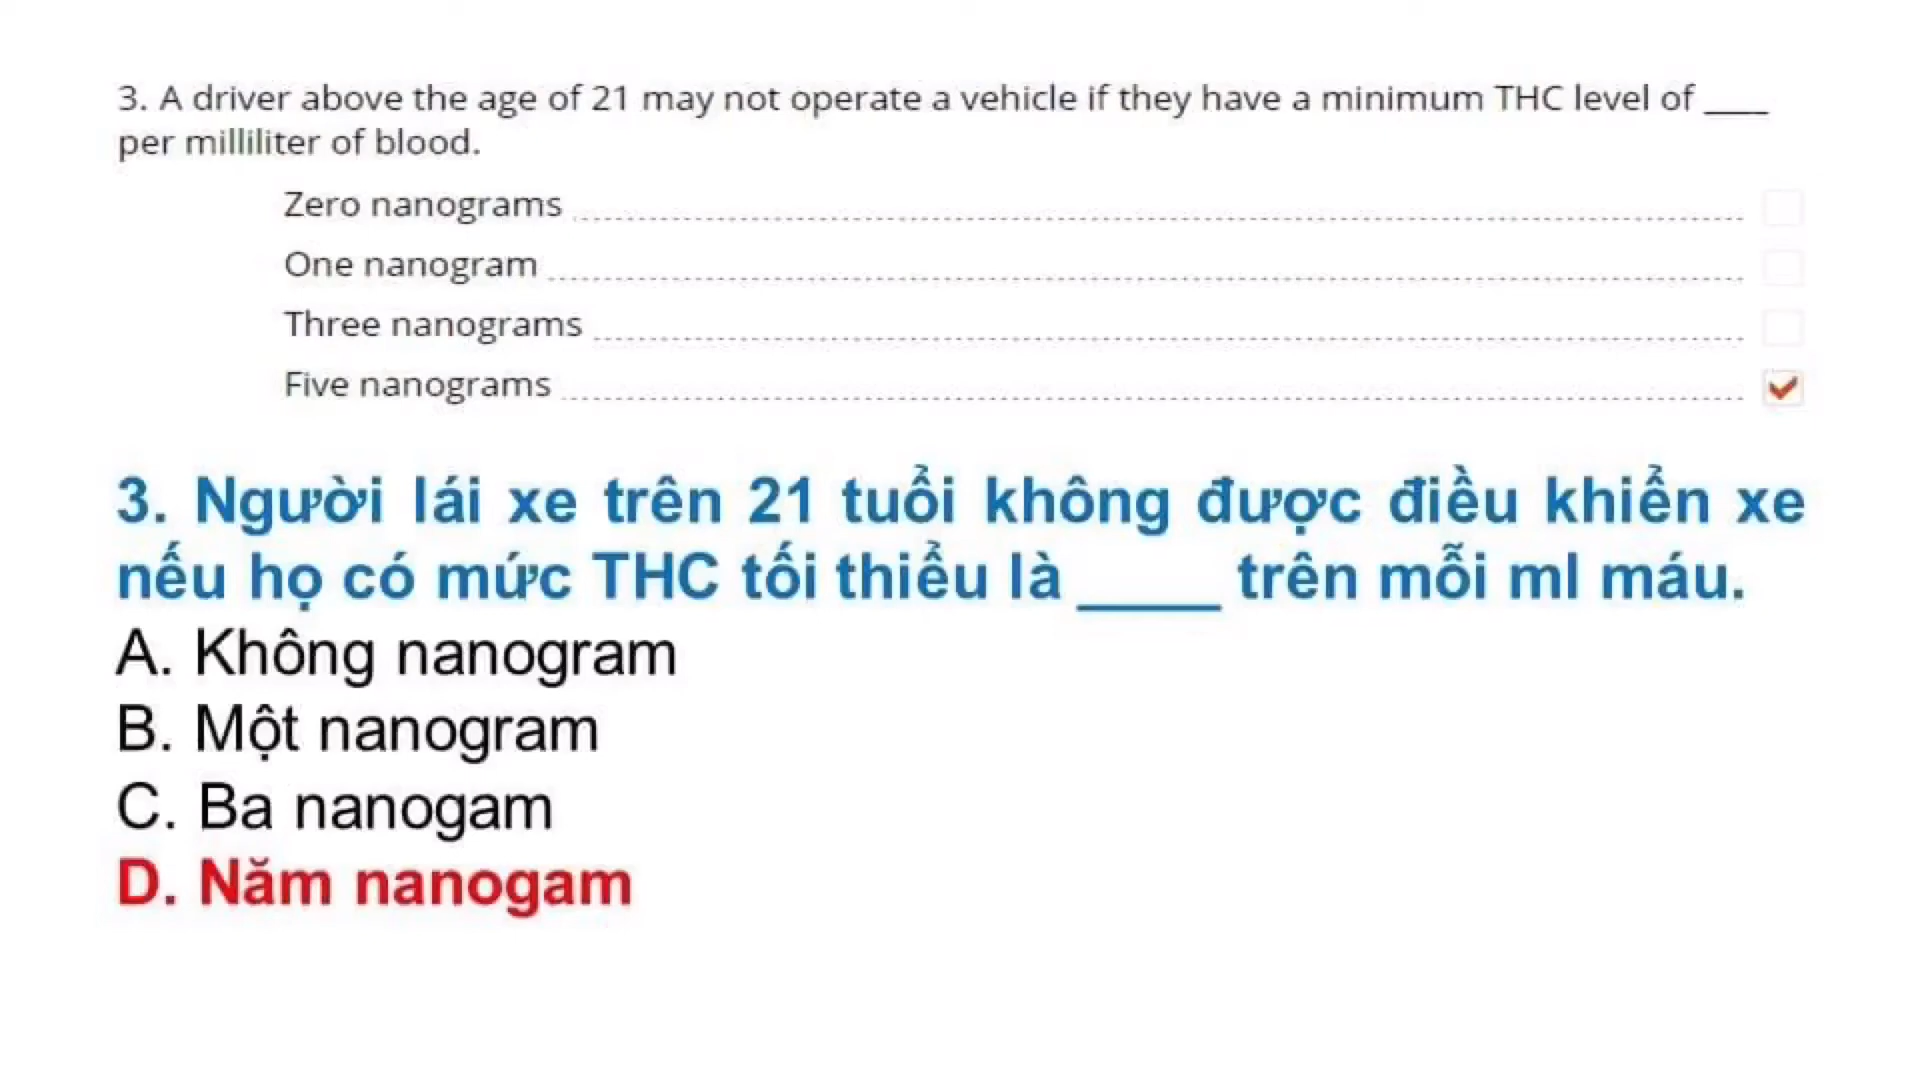 3. A driver above the age of 21 may not operate a vehicle if they have a minimum THC level of ____
per milliliter of blood.
Zero nanograms
One nanogram
Three nanograms
Five nanograms
3. Người lái xe trên 21 tuổi không được điều khiển xe
nếu họ có mức THC tối thiểu là _____ trên mỗi ml máu.
A. Không nanogram
B. Một nanogram
C. Ba nanogam
D. Năm nanogam